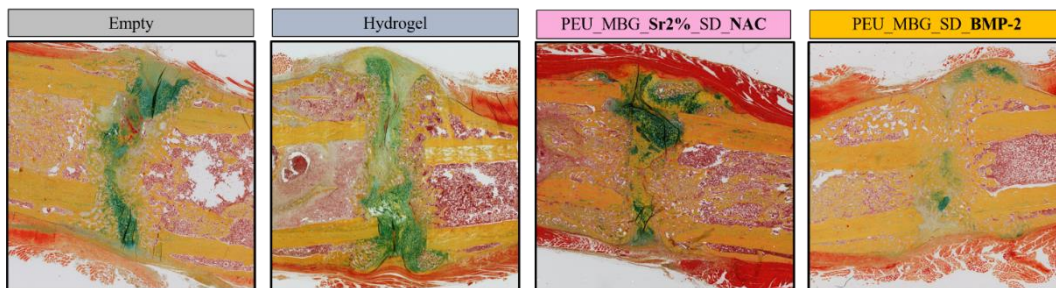 Empty
Hydrogel
PEU_MBG_Sr2%_SD_NAC
PEU_MBG_SD_BMP-2